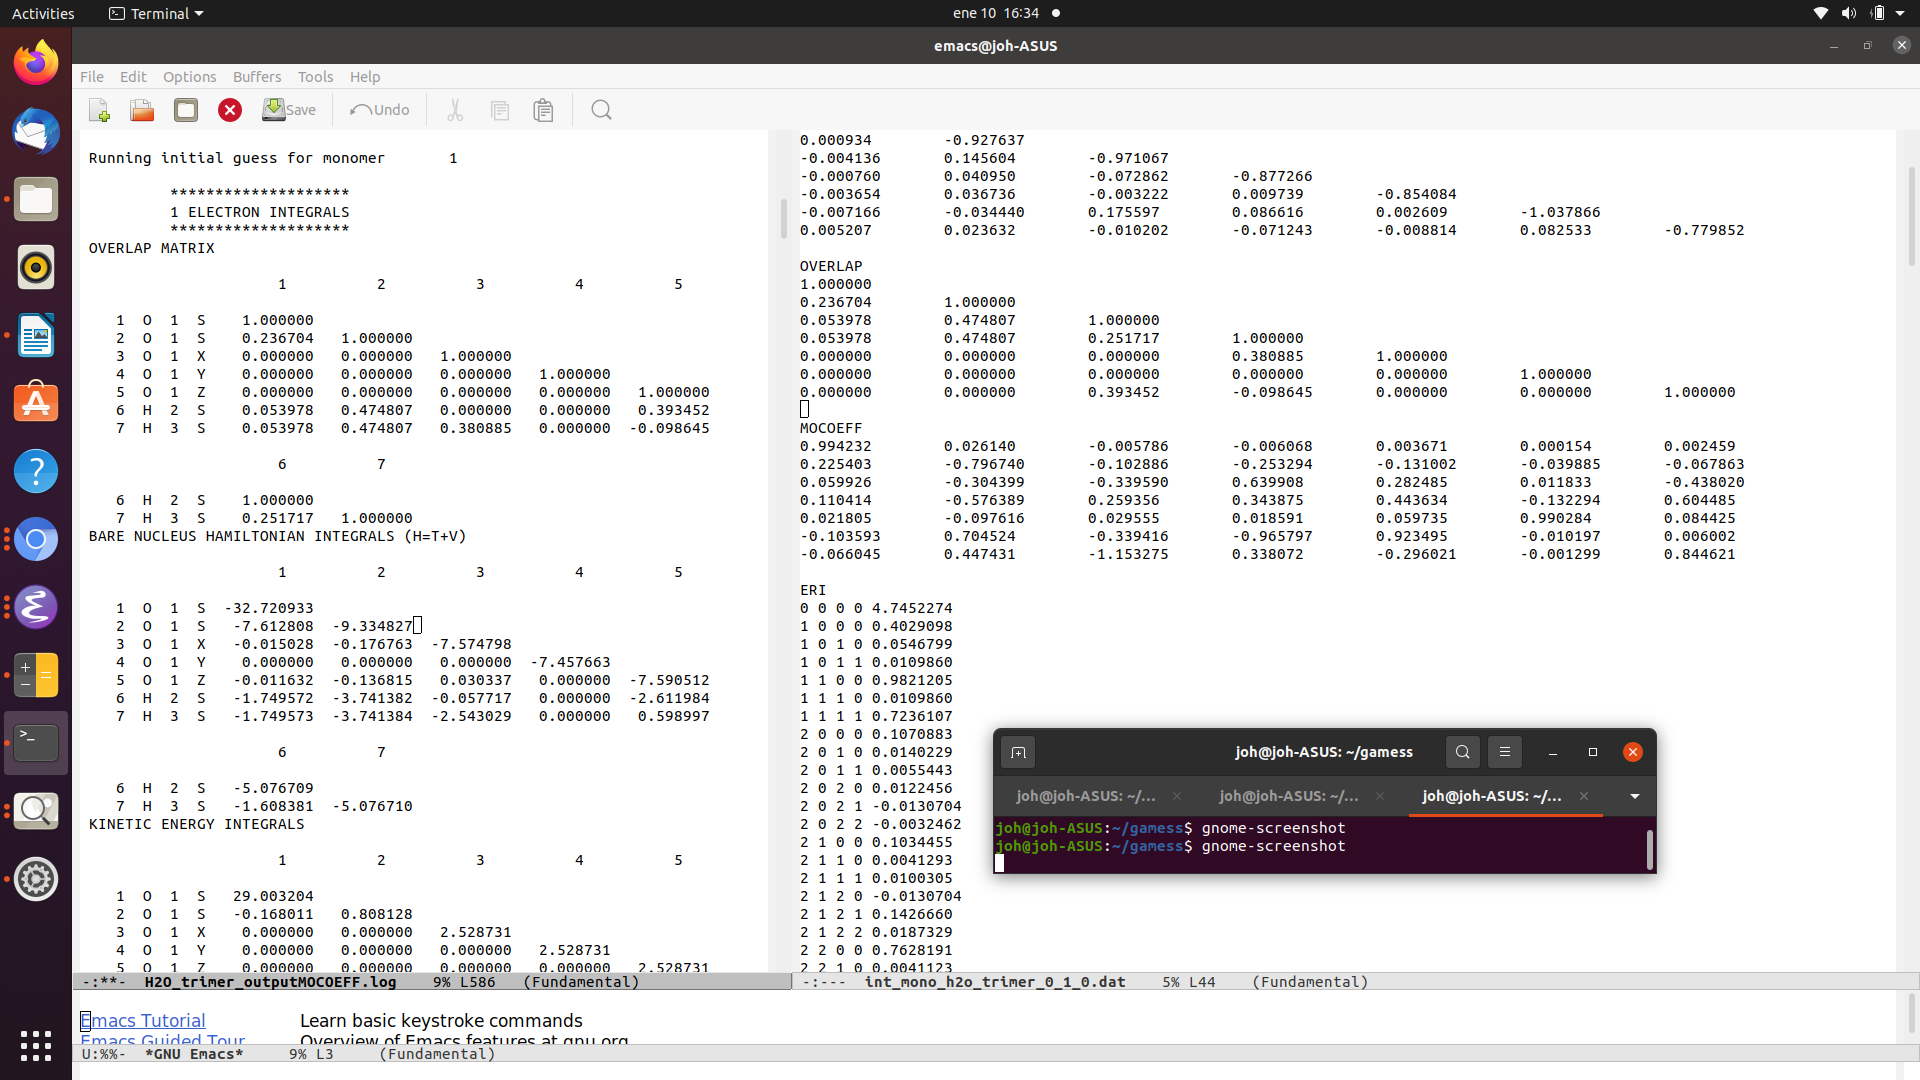 Activities
Terminal
ene 10 16:34
emacs@joh-ASUS
File Edit Options Buffers Tools Help
Save Undo
Running initial guess for monomer 1
********************
1 ELECTRON INTEGRALS
********************
OVERLAP MATRIX
1 2 3 4 5
1 O 1 S 1.000000
2 O 1 S 0.236704 1.000000
3 O 1 X 0.000000 0.000000 1.000000
4 O 1 Y 0.000000 0.000000 0.000000 1.000000
5 O 1 Z 0.000000 0.000000 0.000000 0.000000 1.000000
6 H 2 S 0.053978 0.474807 0.000000 0.000000 0.393452
7 H 3 S 0.053978 0.474807 0.380885 0.000000 -0.098645
6 7
6 H 2 S 1.000000
7 H 3 S 0.251717 1.000000
BARE NUCLEUS HAMILTONIAN INTEGRALS (H=T+V)
1 2 3 4 5
1 O 1 S -32.720933
2 O 1 S -7.612808 -9.334827
3 O 1 X -0.015028 -0.176763 -7.574798
4 O 1 Y 0.000000 0.000000 0.000000 -7.457663
5 O 1 Z -0.011632 -0.136815 0.030337 0.000000 -7.590512
6 H 2 S -1.749572 -3.741382 -0.057717 0.000000 -2.611984
7 H 3 S -1.749573 -3.741384 -2.543029 0.000000 0.598997
6 7
6 H 2 S -5.076709
7 H 3 S -1.608381 -5.076710
KINETIC ENERGY INTEGRALS
1 2 3 4 5
1 O 1 S 29.003204
2 O 1 S -0.168011 0.808128
3 O 1 X 0.000000 0.000000 2.528731
4 O 1 Y 0.000000 0.000000 0.000000 2.528731
5 O 1 Z 0.000000 0.000000 0.000000 0.000000 2.528731
-:**- H2O_trimer_outputMOCOEFF.log 9% L586 (Fundamental)
0.000934 -0.927637
-0.004136 0.145604 -0.971067
-0.000760 0.040950 -0.072862 -0.877266
-0.003654 0.036736 -0.003222 0.009739 -0.854084
-0.007166 -0.034440 0.175597 0.086616 0.002609 -1.037866
0.005207 0.023632 -0.010202 -0.071243 -0.008814 0.082533 -0.779852
OVERLAP
1.000000
0.236704 1.000000
0.053978 0.474807 1.000000
0.053978 0.474807 0.251717 1.000000
0.000000 0.000000 0.000000 0.380885 1.000000
0.000000 0.000000 0.000000 0.000000 0.000000 1.000000
0.000000 0.000000 0.393452 -0.098645 0.000000 0.000000 1.000000
MOCOEFF
0.994232 0.026140 -0.005786 -0.006068 0.003671 0.000154 0.002459
0.225403 -0.796740 -0.102886 -0.253294 -0.131002 -0.039885 -0.067863
0.059926 -0.304399 -0.339590 0.639908 0.282485 0.011833 -0.438020
0.110414 -0.576389 0.259356 0.343875 0.443634 -0.132294 0.604485
0.021805 -0.097616 0.029555 0.018591 0.059735 0.990284 0.084425
-0.103593 0.704524 -0.339416 -0.965797 0.923495 -0.010197 0.006002
-0.066045 0.447431 -1.153275 0.338072 -0.296021 -0.001299 0.844621
ERI
0 0 0 0 4.7452274
1 0 0 0 0.4029098
1 0 1 0 0.0546799
1 0 1 1 0.0109860
1 1 0 0 0.9821205
1 1 1 0 0.0109860
1 1 1 1 0.7236107
2 0 0 0 0.1070883
2 0 1 0 0.0140229
2 0 1 1 0.0055443
2 0 2 0 0.0122456
2 0 2 1 -0.0130704
2 0 2 2 -0.0032462
2 1 0 0 0.1034455
2 1 1 0 0.0041293
2 1 1 1 0.0100305
2 1 2 0 -0.0130704
2 1 2 1 0.1426660
2 1 2 2 0.0187329
2 2 0 0 0.7628191
2 2 1 0 0.0041123
-:--- int_mono_h2o_trimer_0_1_0.dat 5% L44 (Fundamental)
joh@joh-ASUS: ~/gamess
joh@joh-ASUS: ~/... joh@joh-ASUS: ~/... joh@joh-ASUS: ~/...
joh@joh-ASUS:~/gamess$ gnome-screenshot
joh@joh-ASUS:~/gamess$ gnome-screenshot
Emacs Tutorial Learn basic keystroke commands
Emacs Guided Tour Overview of Emacs features at gnu.org
U:%%- *GNU Emacs* 9% L3 (Fundamental)